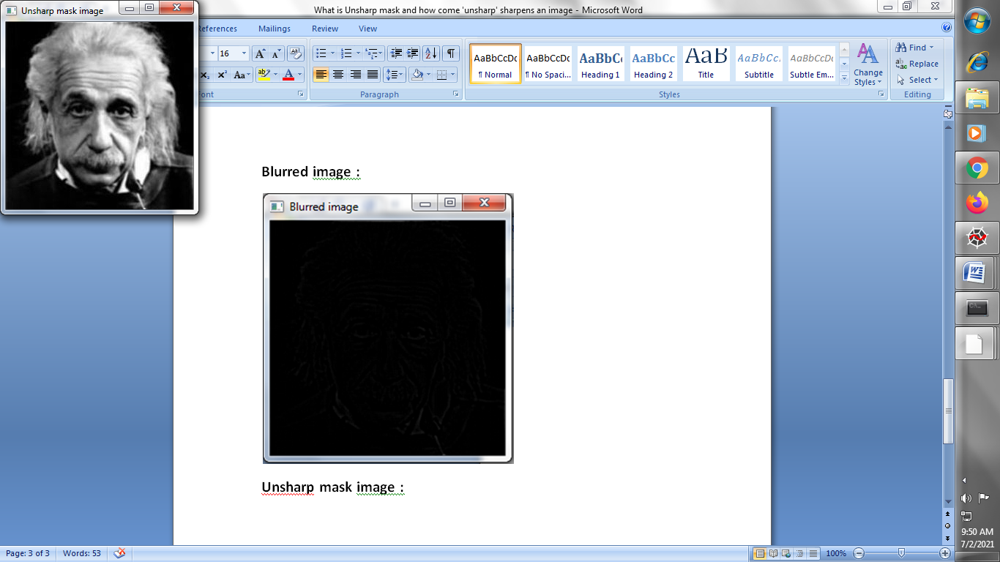 Unsharp mask image
What is Unsharp mask and how come 'unsharp' sharpens an image - Microsoft Word
eferences Mailings Review View
16
Aa
A
ont Paragraph Styles Editing
AaBbCcDc
¶ Normal
AaBbCcDc
¶ No Spaci...
AaBbCc
Heading 1
AaBbCc
Heading 2
AaB
Title
AaBbCc.
Subtitle
AaBbCcDc
Subtle Em...
Change
Styles
Find
Replace
Select
Blurred image :
Blurred image
Unsharp mask image :
Page: 3 of 3 Words: 53
100%
9:50 AM
7/2/2021